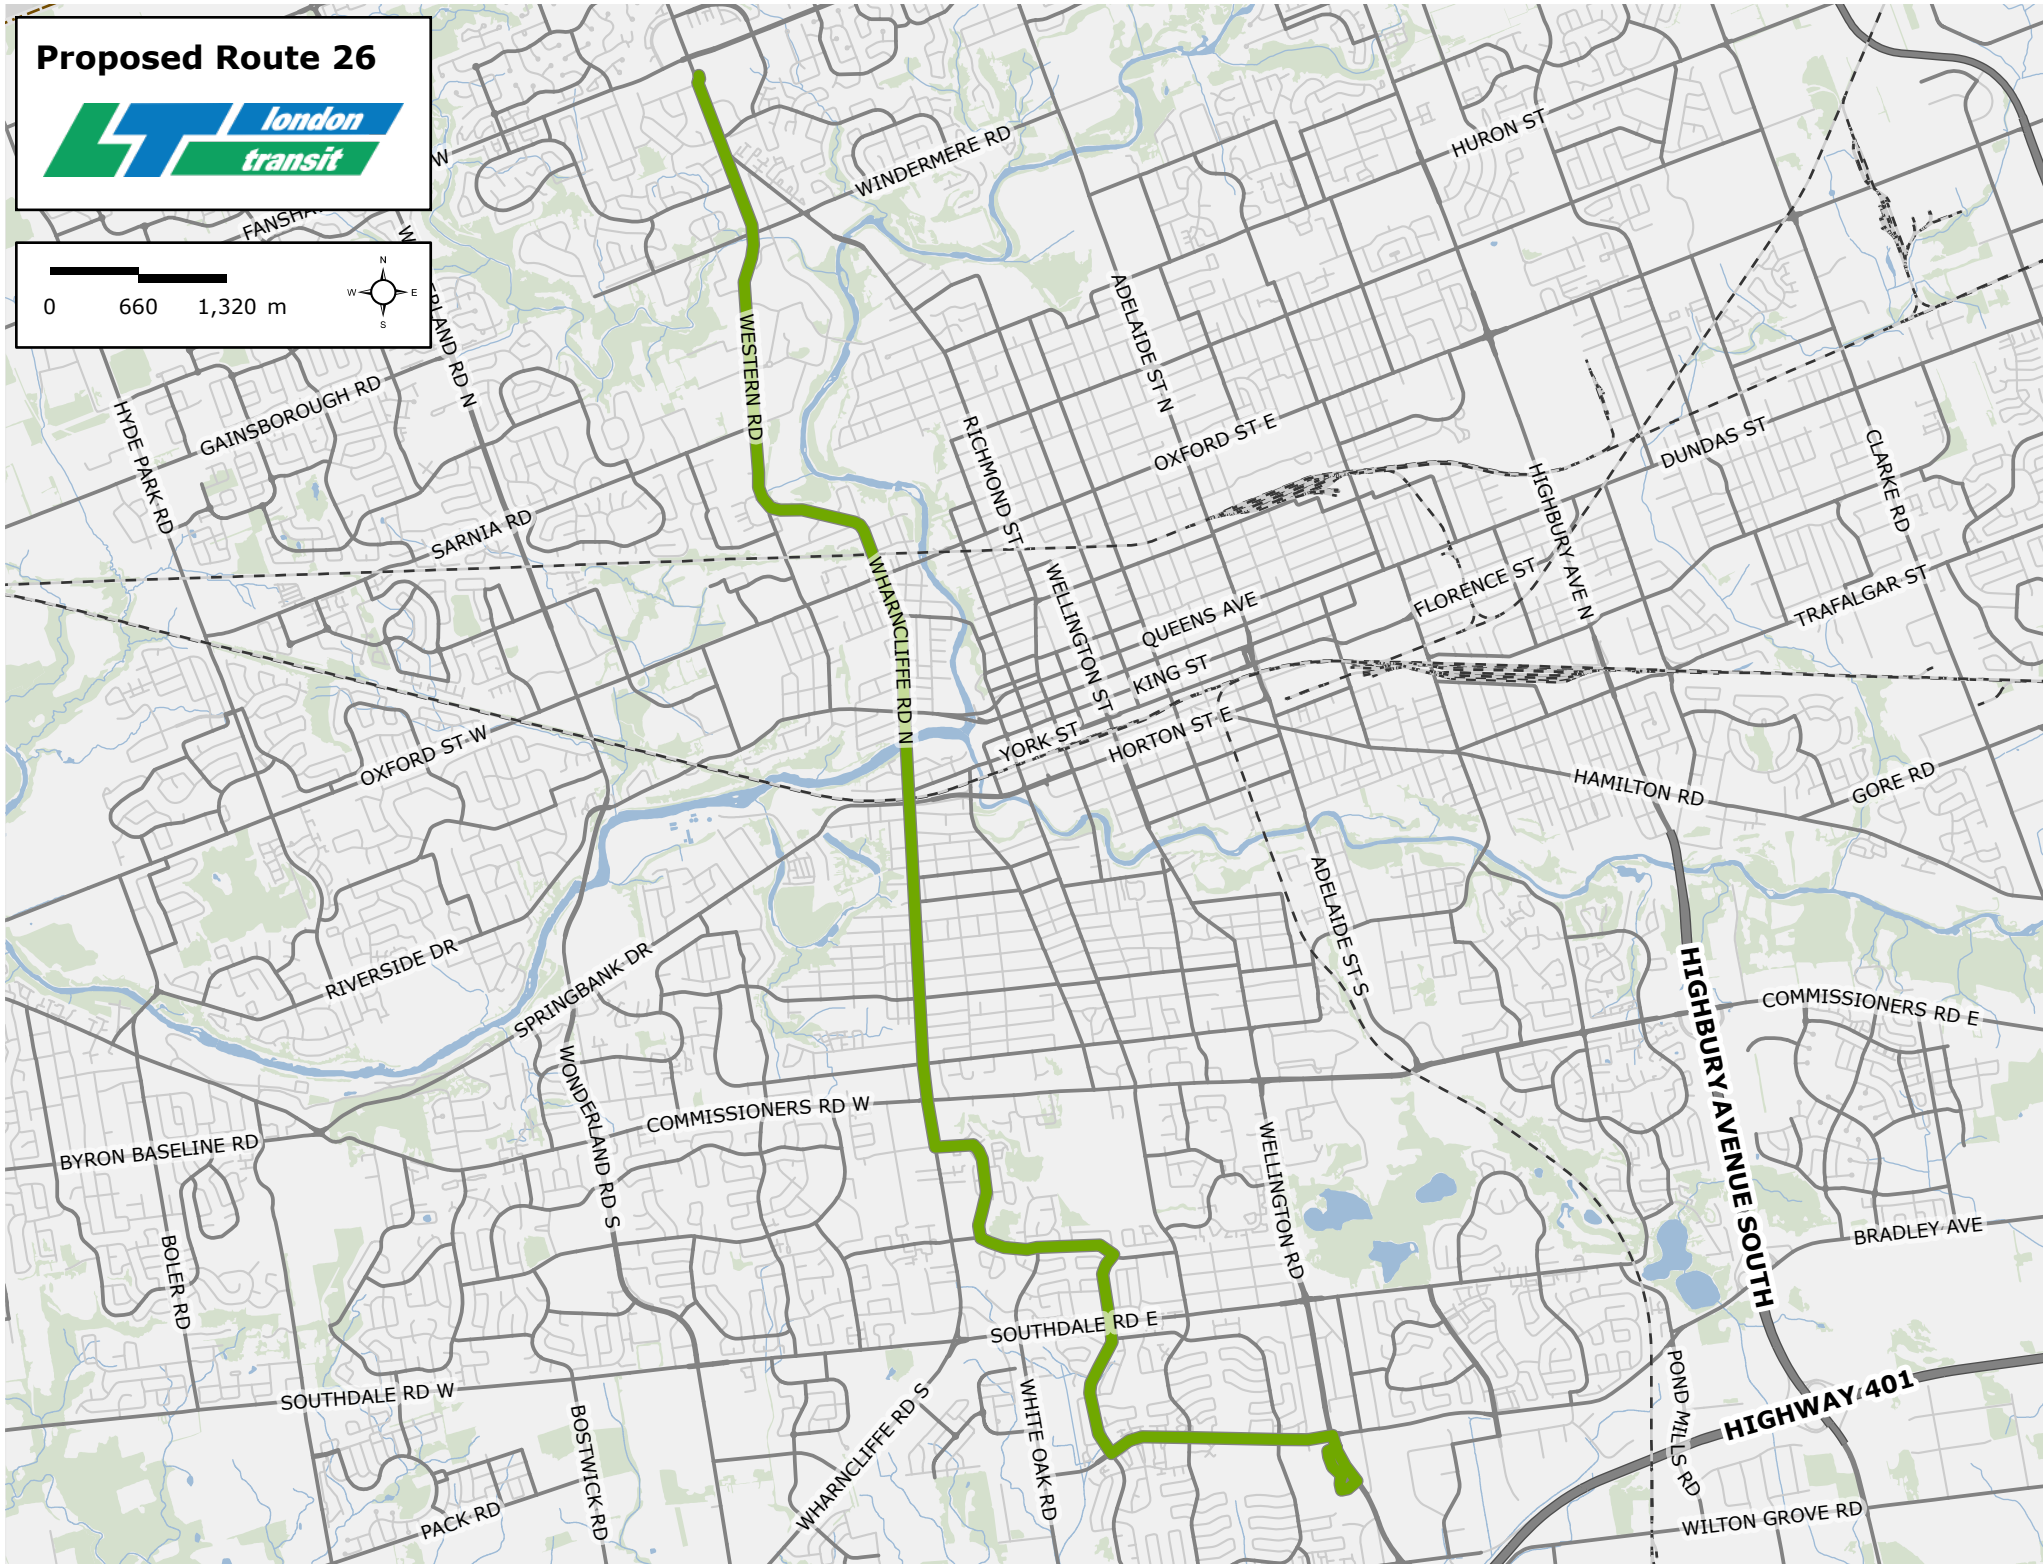 Proposed Route 26
london
transit
W
FANSHA
0 660 1,320 m
N
W E
S
W
ERLAND RD N
WINDERMERE RD
HURON ST
ADELAIDE ST N
WESTERN RD
GAINSBOROUGH RD
HYDE PARK RD
RICHMOND ST
OXFORD ST E
DUNDAS ST
CLARKE RD
HIGHBURY AVE N
SARNIA RD
WHARNCLIFFE RD N
WELLINGTON ST
QUEENS AVE
FLORENCE ST
TRAFALGAR ST
KING ST
YORK ST
HORTON ST E
OXFORD ST W
HAMILTON RD
GORE RD
ADELAIDE ST S
RIVERSIDE DR
SPRINGBANK DR
HIGHBURY AVENUE SOUTH
COMMISSIONERS RD E
WONDERLAND RD S
COMMISSIONERS RD W
BYRON BASELINE RD
WELLINGTON RD
BOLER RD
BRADLEY AVE
SOUTHDALE RD E
SOUTHDALE RD W
WHITE OAK RD
POND MILLS RD
HIGHWAY 401
BOSTWICK RD
WHARNCLIFFE RD S
PACK RD
WILTON GROVE RD